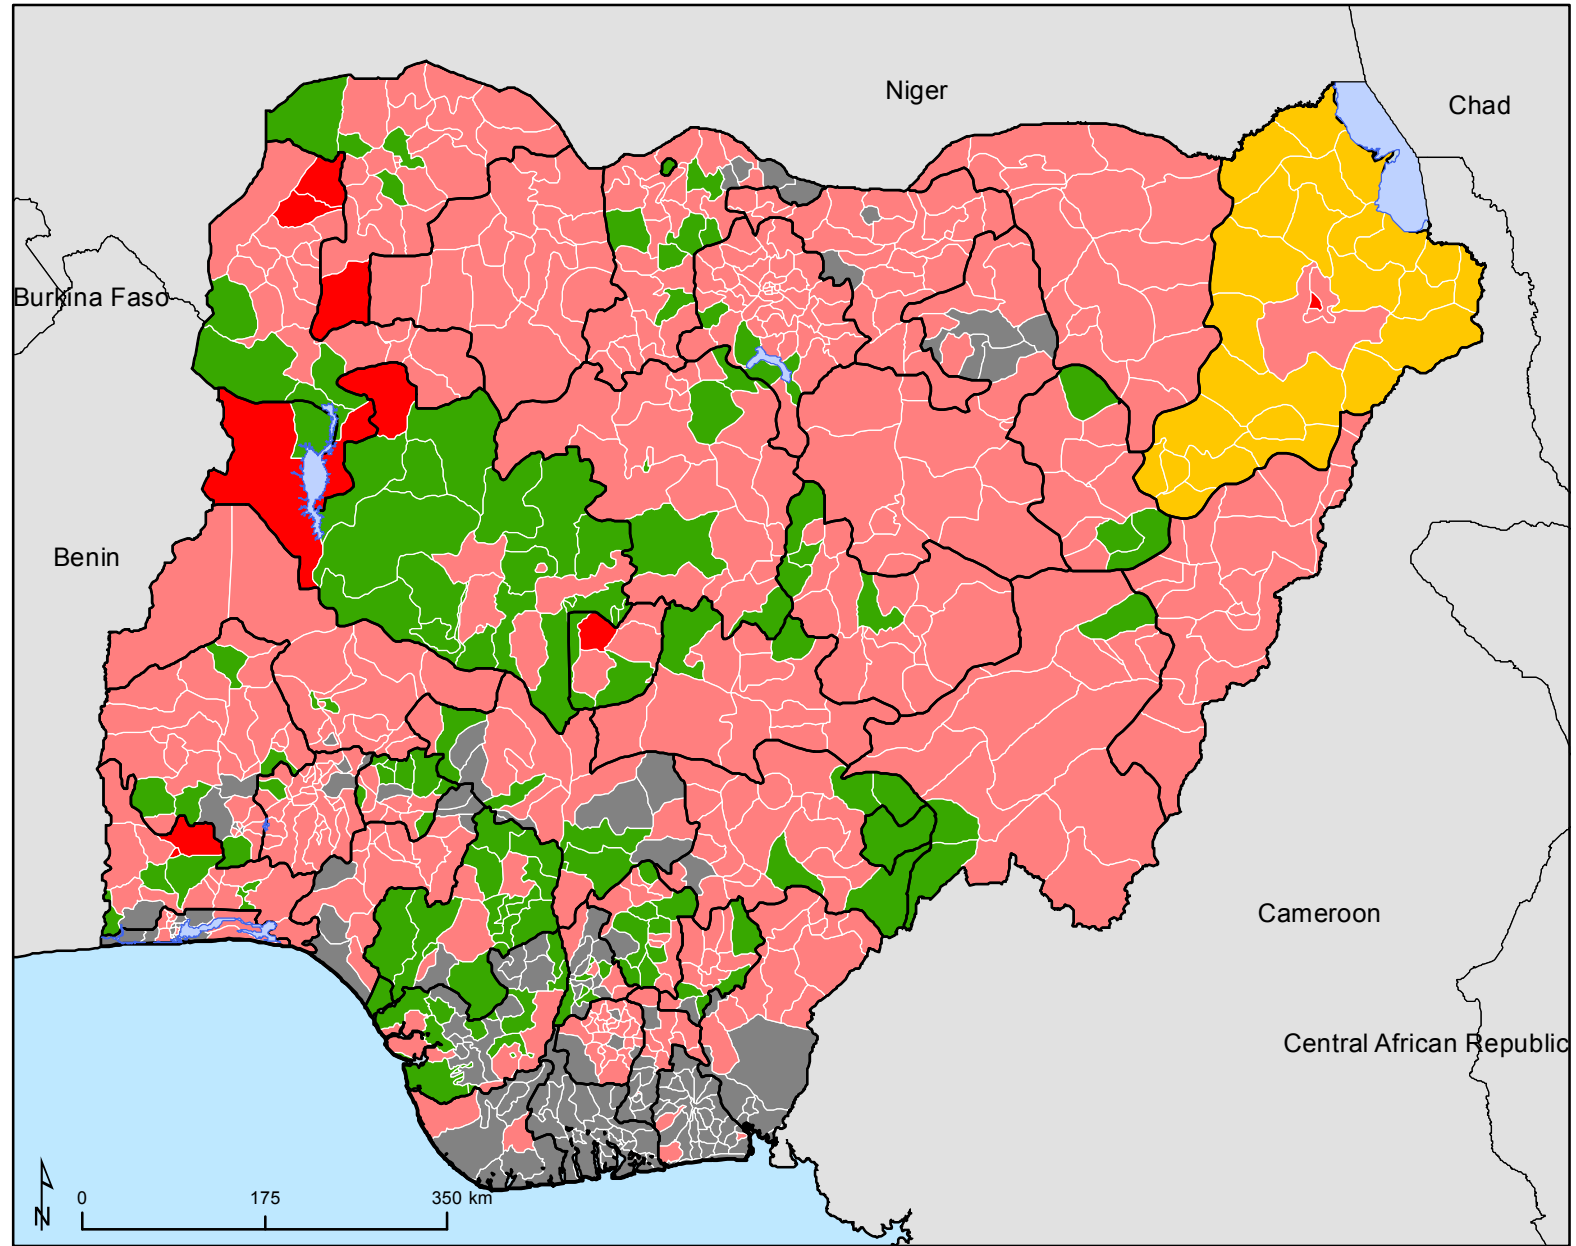 Niger
Chad
Burkina Faso
Benin
Cameroon
Central African Republic
N
0 175 350 km